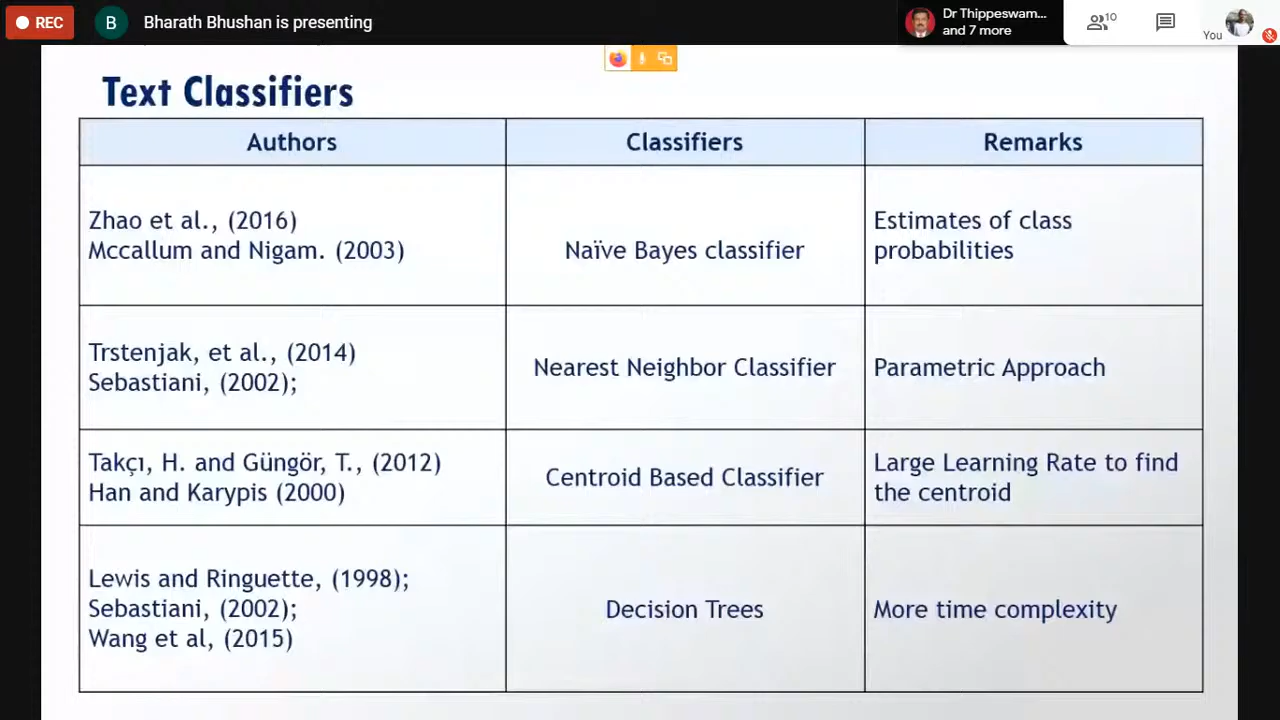 REC
B
Bharath Bhushan is presenting
Dr Thippeswam...
and 7 more
10
You
Text Classifiers
Authors
Classifiers
Remarks
Zhao et al., (2016)
Mccallum and Nigam. (2003)
Naïve Bayes classifier
Estimates of class
probabilities
Trstenjak, et al., (2014)
Sebastiani, (2002);
Nearest Neighbor Classifier
Parametric Approach
Takçı, H. and Güngör, T., (2012)
Han and Karypis (2000)
Centroid Based Classifier
Large Learning Rate to find
the centroid
Lewis and Ringuette, (1998);
Sebastiani, (2002);
Wang et al, (2015)
Decision Trees
More time complexity